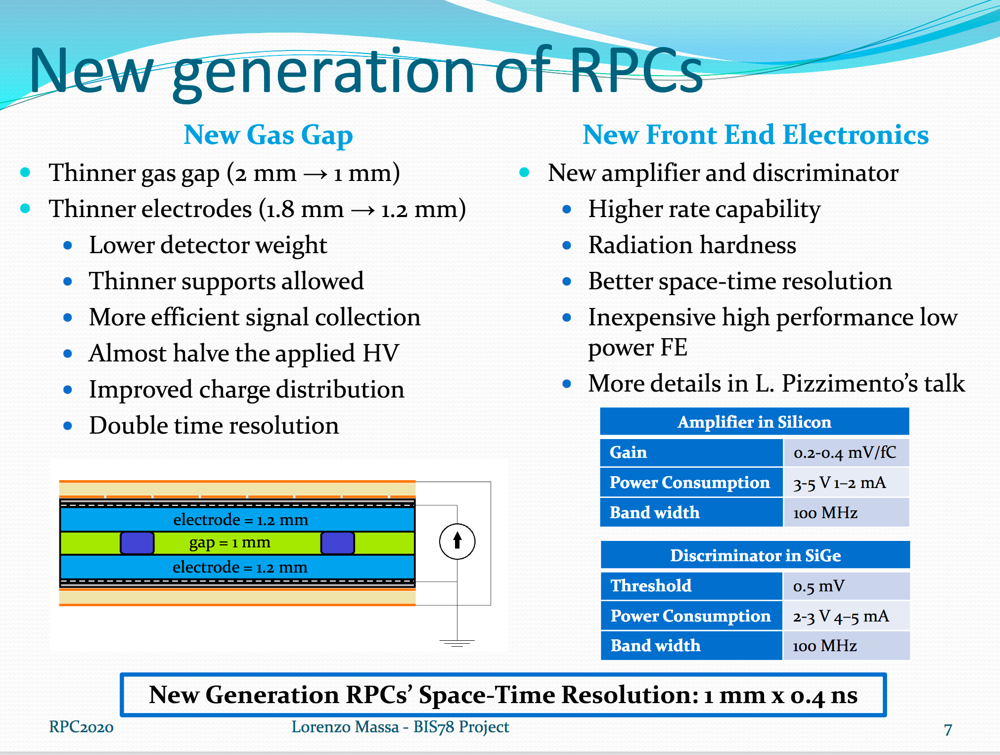 New generation of RPCs
New Gas Gap
• Thinner gas gap (2 mm → 1 mm)
• Thinner electrodes (1.8 mm → 1.2 mm)
• Lower detector weight
• Thinner supports allowed
• More efficient signal collection
• Almost halve the applied HV
• Improved charge distribution
• Double time resolution
electrode = 1.2 mm
gap = 1 mm
electrode = 1.2 mm
New Front End Electronics
• New amplifier and discriminator
• Higher rate capability
• Radiation hardness
• Better space-time resolution
• Inexpensive high performance low
power FE
• More details in L. Pizzimento’s talk
Amplifier in Silicon
Gain 0.2-0.4 mV/fC
Power Consumption 3-5 V 1–2 mA
Band width 100 MHz
Discriminator in SiGe
Threshold 0.5 mV
Power Consumption 2-3 V 4–5 mA
Band width 100 MHz
New Generation RPCs’ Space-Time Resolution: 1 mm x 0.4 ns
RPC2020 Lorenzo Massa - BIS78 Project 7